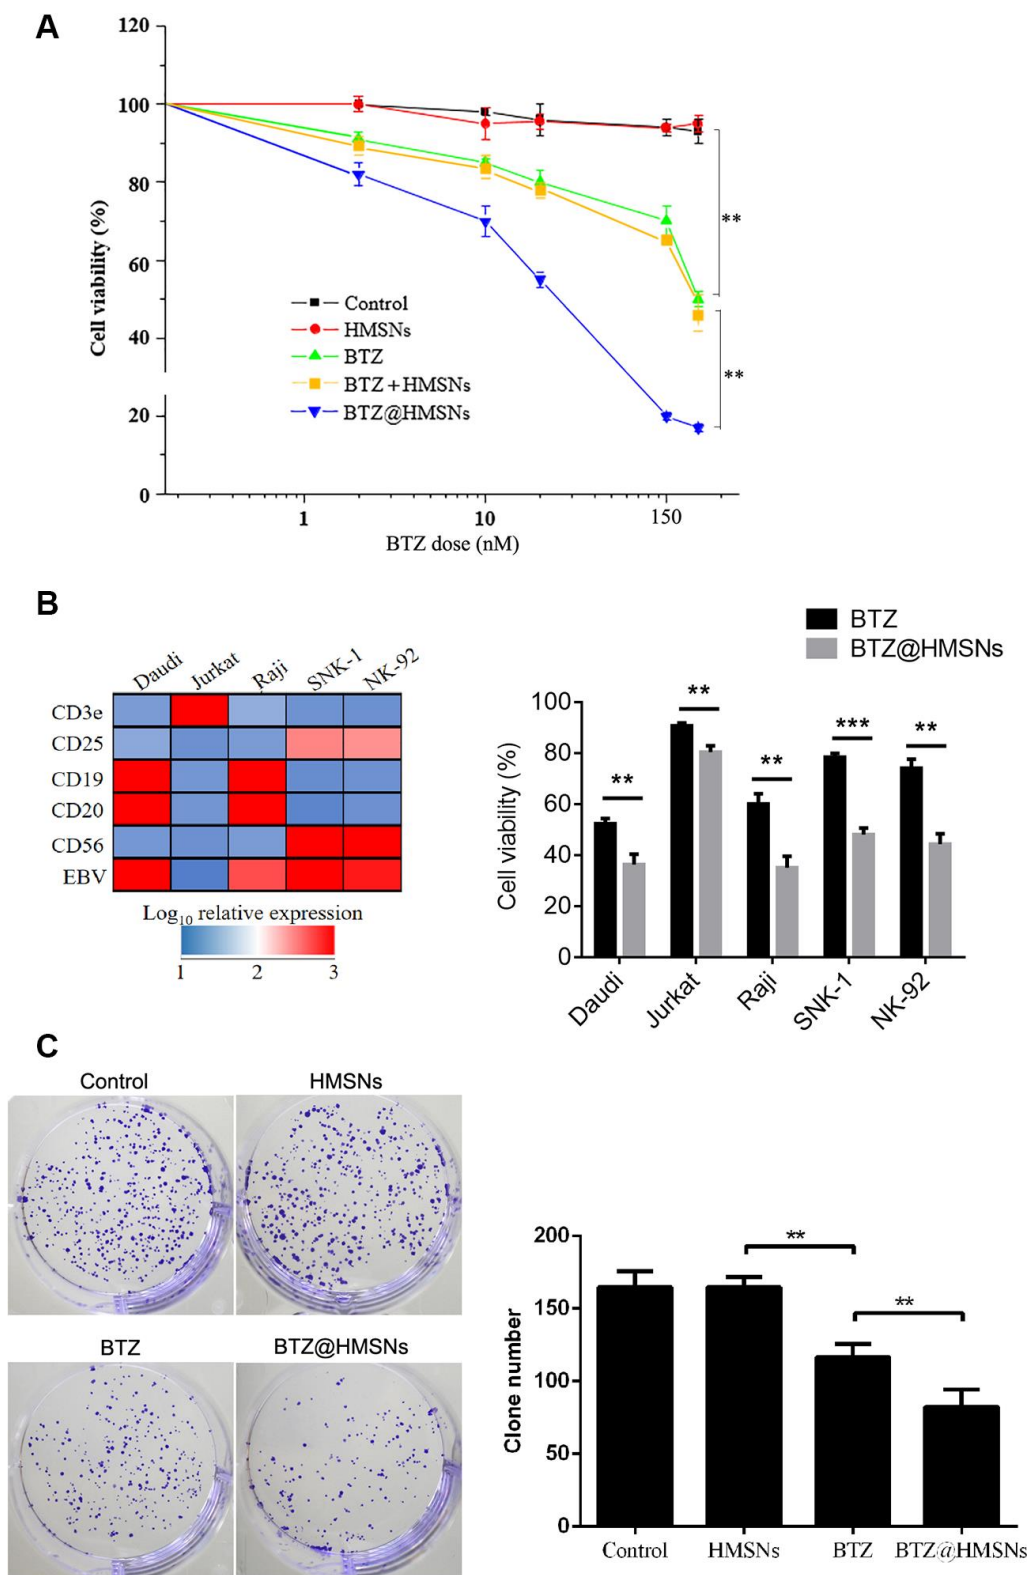 A
120
100
80
60
40
20
0
Cell viability (%)
Control
HMSNs
BTZ
BTZ+HMSNs
BTZ@HMSNs
**
**
1
10
150
BTZ dose (nM)
B
Daudi
Jurkat
Raji
SNK-1
NK-92
CD3e
CD25
CD19
CD20
CD56
EBV
Log10 relative expression
1 2 3
BTZ
BTZ@HMSNs
100
80
60
40
20
0
Cell viability (%)
**
**
**
***
**
Daudi
Jurkat
Raji
SNK-1
NK-92
C
Control
HMSNs
BTZ
BTZ@HMSNs
200
150
100
50
0
Clone number
**
**
Control
HMSNs
BTZ
BTZ@HMSNs